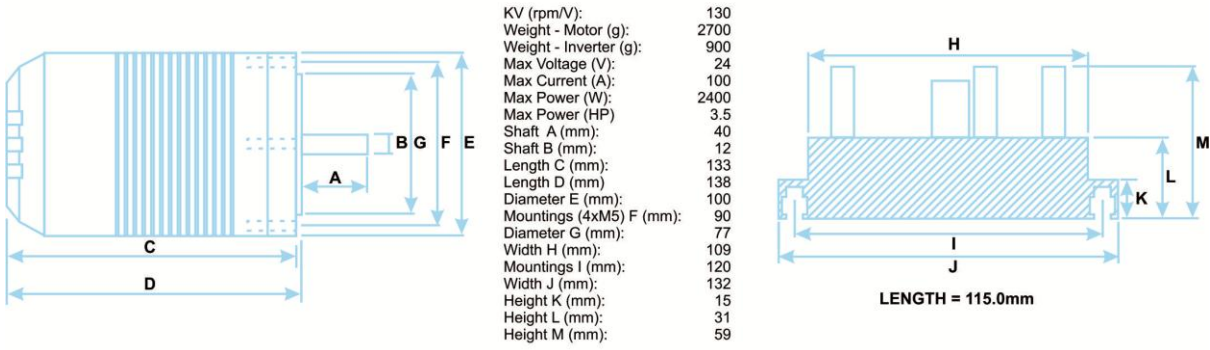 KV (rpm/V): 130
Weight - Motor (g): 2700
Weight - Inverter (g): 900
Max Voltage (V): 24
Max Current (A): 100
Max Power (W): 2400
Max Power (HP) 3.5
Shaft A (mm): 40
Shaft B (mm): 12
Length C (mm): 133
Length D (mm) 138
Diameter E (mm): 100
Mountings (4xM5) F (mm): 90
Diameter G (mm): 77
Width H (mm): 109
Mountings I (mm): 120
Width J (mm): 132
Height K (mm): 15
Height L (mm): 31
Height M (mm): 59
B G F E
A
C
D
H
M
L
K
I
J
LENGTH = 115.0mm